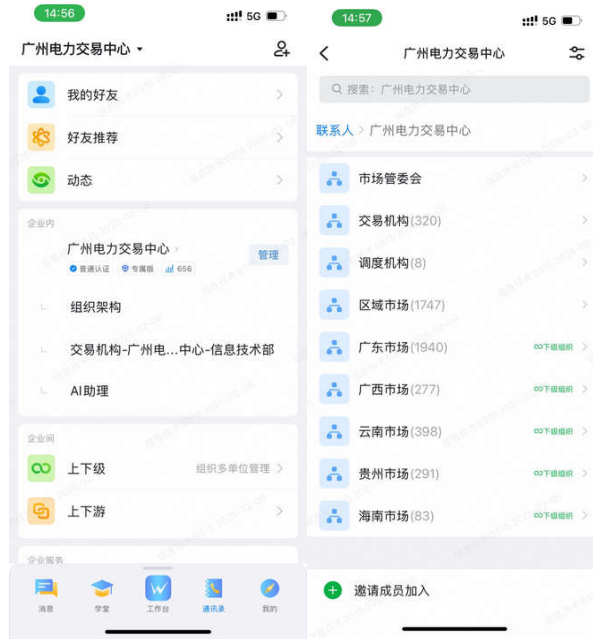 14:56
5G
广州电力交易中心
我的好友
好友推荐
动态
企业内
广州电力交易中心
管理
普通认证 专属版 656
组织架构
交易机构-广州电...中心-信息技术部
AI助理
企业间
上下级
组织多单位管理
上下游
企业服务
消息
学堂
工作台
通讯录
我的
14:57
5G
广州电力交易中心
搜索：广州电力交易中心
联系人 > 广州电力交易中心
市场管委会
交易机构(320)
调度机构(8)
区域市场(1747)
广东市场(1940) 下级组织
广西市场(277) 下级组织
云南市场(398) 下级组织
贵州市场(291) 下级组织
海南市场(83) 下级组织
邀请成员加入